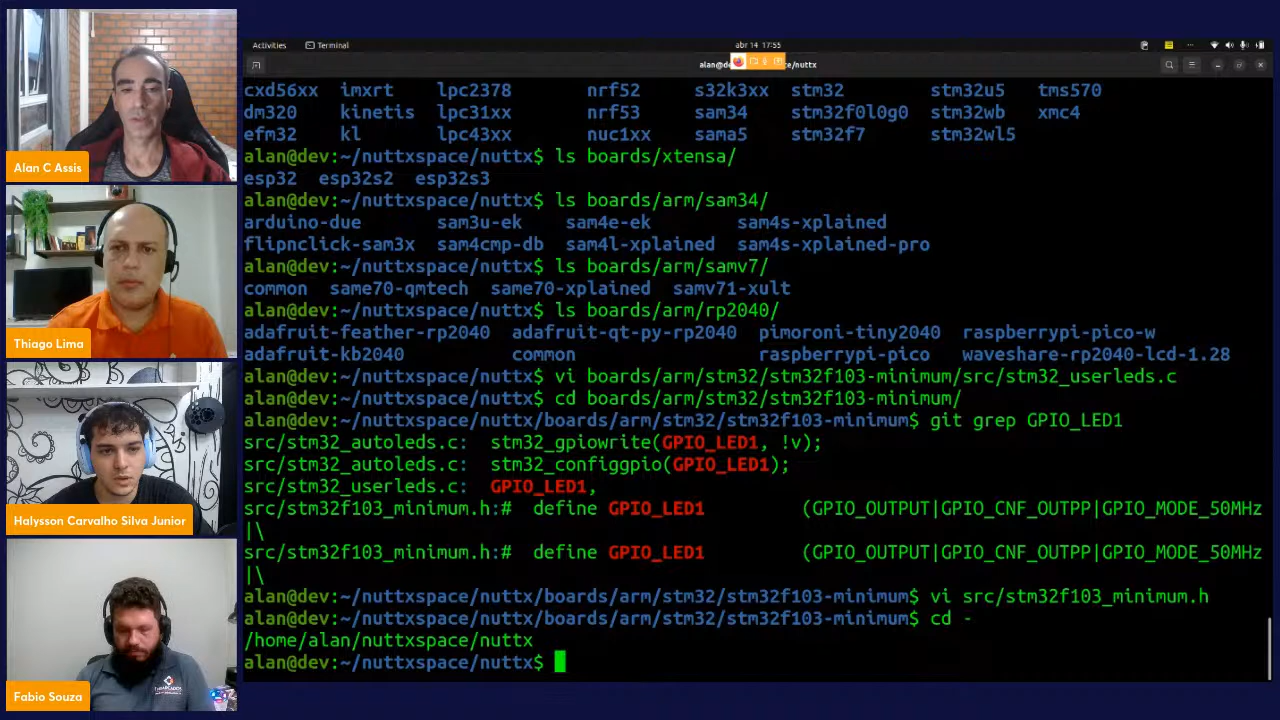 Alan C Assis
Thiago Lima
Halysson Carvalho Silva Junior
Fabio Souza
Activities Terminal abr 14 17:55
cxd56xx imxrt lpc2378 nrf52 s32k3xx stm32 stm32u5 tms570
dm320 kinetis lpc31xx nrf53 sam34 stm32f0l0g0 stm32wb xmc4
efm32 kl lpc43xx nuc1xx sama5 stm32f7 stm32wl5
alan@dev:~/nuttxspace/nuttx$ ls boards/xtensa/
esp32 esp32s2 esp32s3
alan@dev:~/nuttxspace/nuttx$ ls boards/arm/sam34/
arduino-due sam3u-ek sam4e-ek sam4s-xplained
flipnclick-sam3x sam4cmp-db sam4l-xplained sam4s-xplained-pro
alan@dev:~/nuttxspace/nuttx$ ls boards/arm/samv7/
common same70-qmtech same70-xplained samv71-xult
alan@dev:~/nuttxspace/nuttx$ ls boards/arm/rp2040/
adafruit-feather-rp2040 adafruit-qt-py-rp2040 pimoroni-tiny2040 raspberrypi-pico-w
adafruit-kb2040 common raspberrypi-pico waveshare-rp2040-lcd-1.28
alan@dev:~/nuttxspace/nuttx$ vi boards/arm/stm32/stm32f103-minimum/src/stm32_userleds.c
alan@dev:~/nuttxspace/nuttx$ cd boards/arm/stm32/stm32f103-minimum/
alan@dev:~/nuttxspace/nuttx/boards/arm/stm32/stm32f103-minimum$ git grep GPIO_LED1
src/stm32_autoleds.c: stm32_gpiowrite(GPIO_LED1, !v);
src/stm32_autoleds.c: stm32_configgpio(GPIO_LED1);
src/stm32_userleds.c: GPIO_LED1,
src/stm32f103_minimum.h:# define GPIO_LED1 (GPIO_OUTPUT|GPIO_CNF_OUTPP|GPIO_MODE_50MHz
|\
src/stm32f103_minimum.h:# define GPIO_LED1 (GPIO_OUTPUT|GPIO_CNF_OUTPP|GPIO_MODE_50MHz
|\
alan@dev:~/nuttxspace/nuttx/boards/arm/stm32/stm32f103-minimum$ vi src/stm32f103_minimum.h
alan@dev:~/nuttxspace/nuttx/boards/arm/stm32/stm32f103-minimum$ cd -
/home/alan/nuttxspace/nuttx
alan@dev:~/nuttxspace/nuttx$